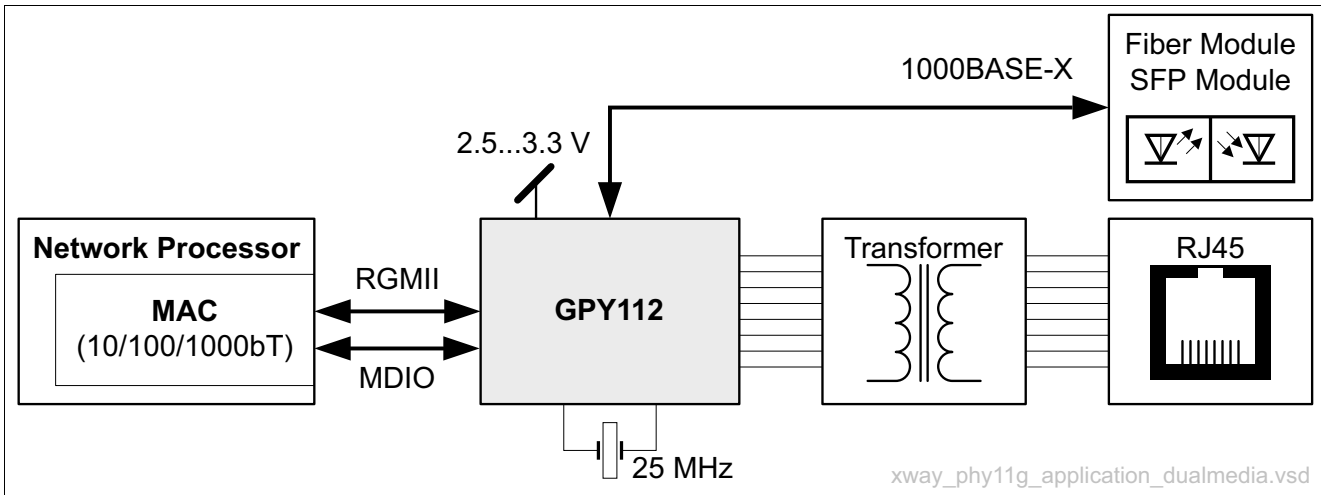 Fiber Module
SFP Module
1000BASE-X
2.5...3.3 V
Network Processor
MAC
(10/100/1000bT)
RGMII
MDIO
GPY112
Transformer
RJ45
25 MHz
xway_phy11g_application_dualmedia.vsd